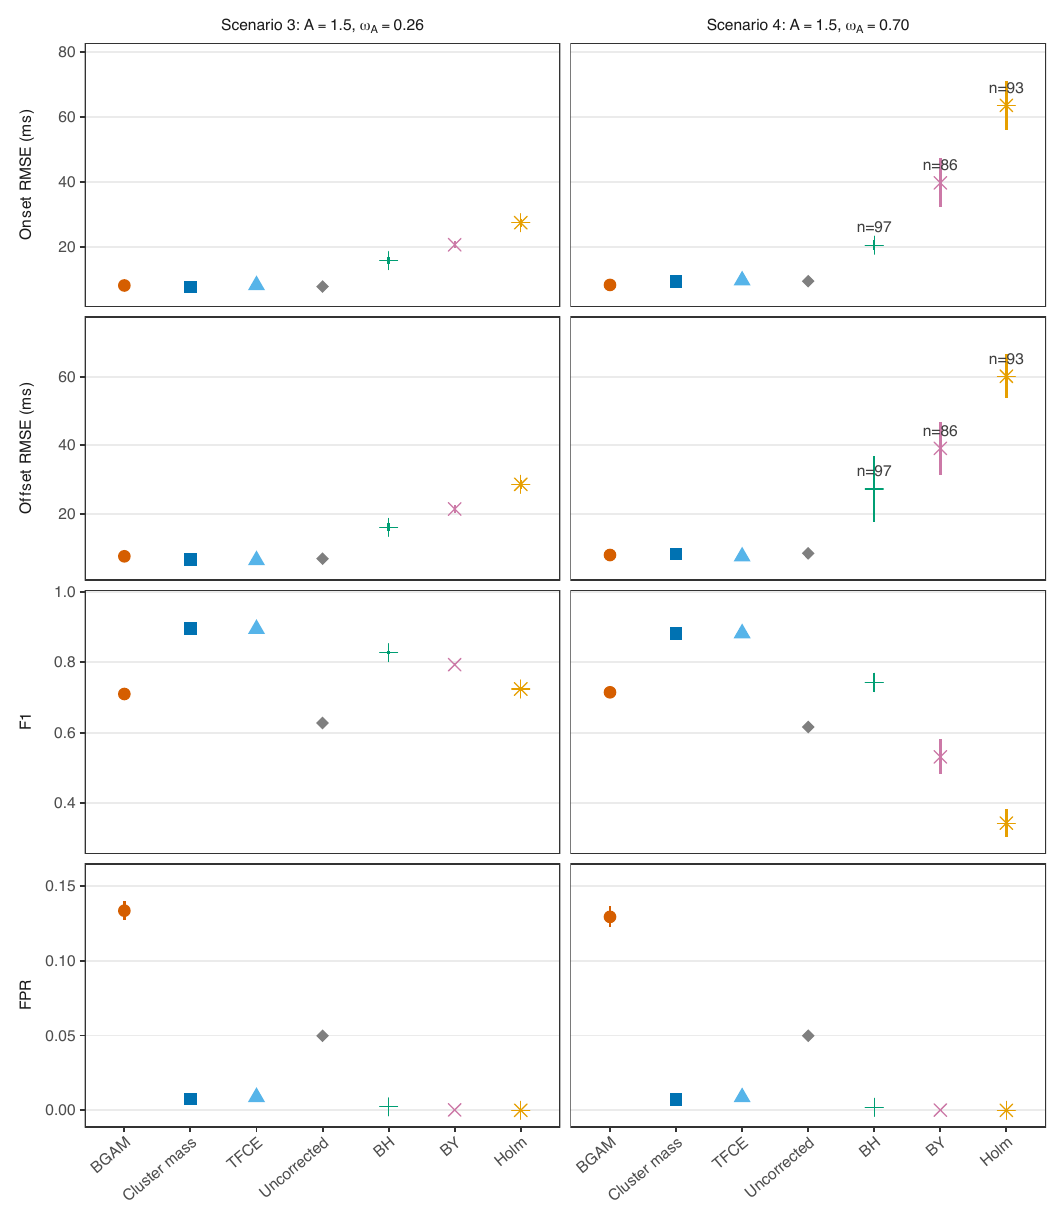 Scenario 3: A = 1.5, ωA = 0.26
Scenario 4: A = 1.5, ωA = 0.70
Onset RMSE (ms)
80
60
40
20
n=97
n=86
n=93
Offset RMSE (ms)
60
40
20
n=97
n=86
n=93
F1
1.0
0.8
0.6
0.4
FPR
0.15
0.10
0.05
0.00
BGAM
Cluster mass
TFCE
Uncorrected
BH
BY
Holm
BGAM
Cluster mass
TFCE
Uncorrected
BH
BY
Holm